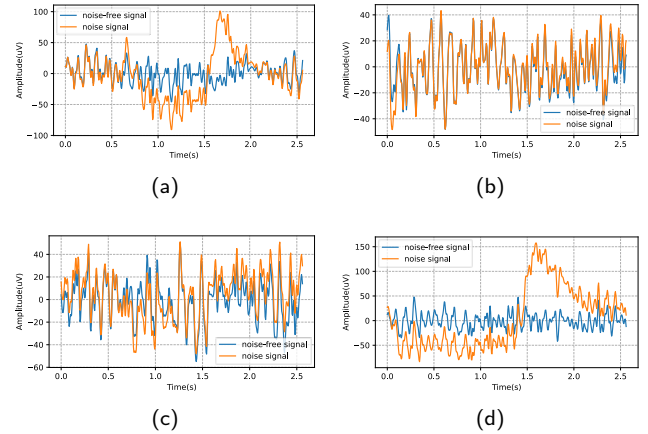 noise-free signal
noise signal
Amplitude(uV)
100
50
0
−50
−100
0.0 0.5 1.0 1.5 2.0 2.5
Time(s)
(a)
noise-free signal
noise signal
Amplitude(uV)
40
20
0
−20
−40
0.0 0.5 1.0 1.5 2.0 2.5
Time(s)
(b)
noise-free signal
noise signal
Amplitude(uV)
40
20
0
−20
−40
−60
0.0 0.5 1.0 1.5 2.0 2.5
Time(s)
(c)
noise-free signal
noise signal
Amplitude(uV)
150
100
50
0
−50
0.0 0.5 1.0 1.5 2.0 2.5
Time(s)
(d)